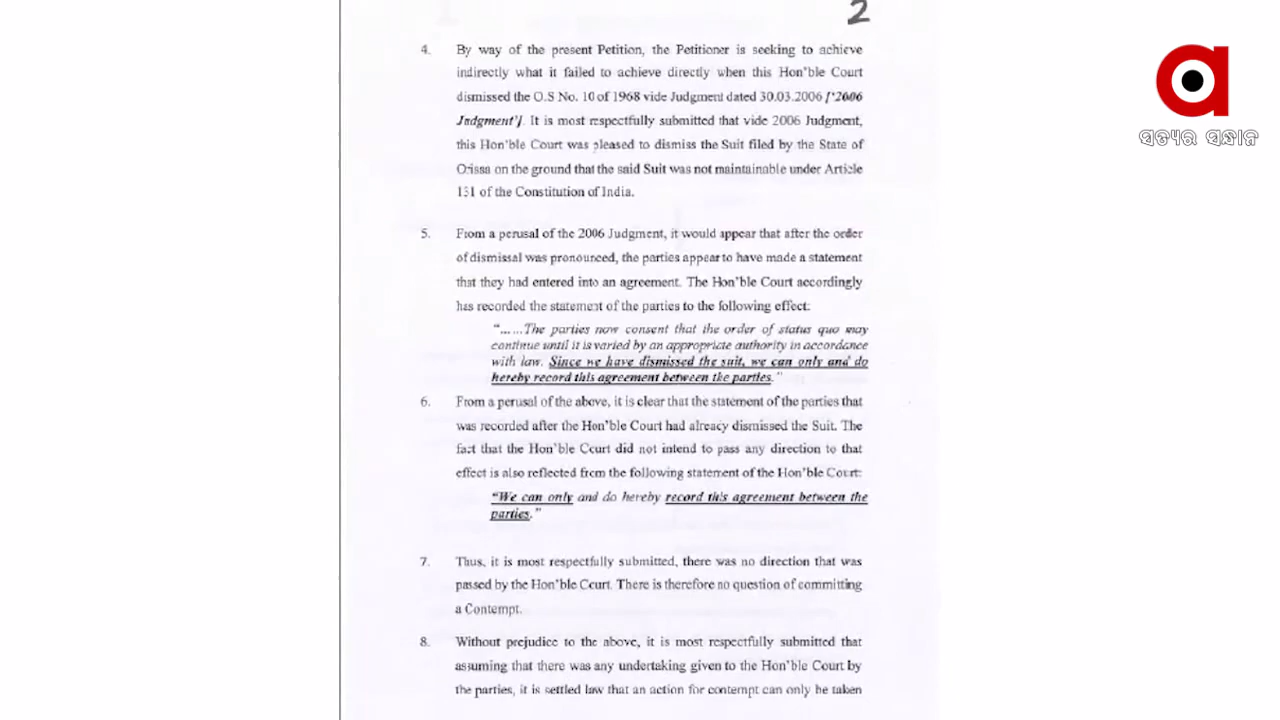 2
4. By way of the present Petition, the Petitioner is seeking to achieve
indirectly what it failed to achieve directly when this Hon'ble Court
dismissed the O.S No. 10 of 1968 vide Judgment dated 30.03.2006 ['2006
Judgment']. It is most respectfully submitted that vide 2006 Judgment,
this Hon'ble Court was pleased to dismiss the Suit filed by the State of
Orissa on the ground that the said Suit was not maintainable under Article
131 of the Constitution of India.
5. From a perusal of the 2006 Judgment, it would appear that after the order
of dismissal was pronounced, the parties appear to have made a statement
that they had entered into an agreement. The Hon'ble Court accordingly
has recorded the statement of the parties to the following effect:
"......The parties now consent that the order of status quo may
continue until it is varied by an appropriate authority in accordance
with law. Since we have dismissed the suit, we can only and do
hereby record this agreement between the parties."
6. From a perusal of the above, it is clear that the statement of the parties that
was recorded after the Hon'ble Court had already dismissed the Suit. The
fact that the Hon'ble Court did not intend to pass any direction to that
effect is also reflected from the following statement of the Hon'ble Court:
"We can only and do hereby record this agreement between the
parties."
7. Thus, it is most respectfully submitted, there was no direction that was
passed by the Hon'ble Court. There is therefore no question of committing
a Contempt.
8. Without prejudice to the above, it is most respectfully submitted that
assuming that there was any undertaking given to the Hon'ble Court by
the parties, it is settled law that an action for contempt can only be taken
a
ସତ୍ୟର ସନ୍ଧାନ